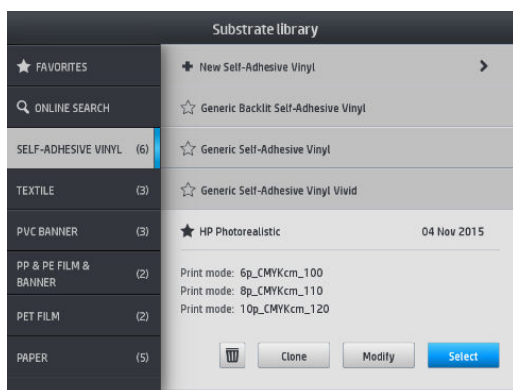 Substrate library
FAVORITES
ONLINE SEARCH
SELF-ADHESIVE VINYL (6)
TEXTILE (3)
PVC BANNER (3)
PP & PE FILM &
BANNER (2)
PET FILM (2)
PAPER (5)
New Self-Adhesive Vinyl
Generic Backlit Self-Adhesive Vinyl
Generic Self-Adhesive Vinyl
Generic Self-Adhesive Vinyl Vivid
HP Photorealistic 04 Nov 2015
Print mode: 6p_CMYKcm_100
Print mode: 8p_CMYKcm_110
Print mode: 10p_CMYKcm_120
Clone Modify Select